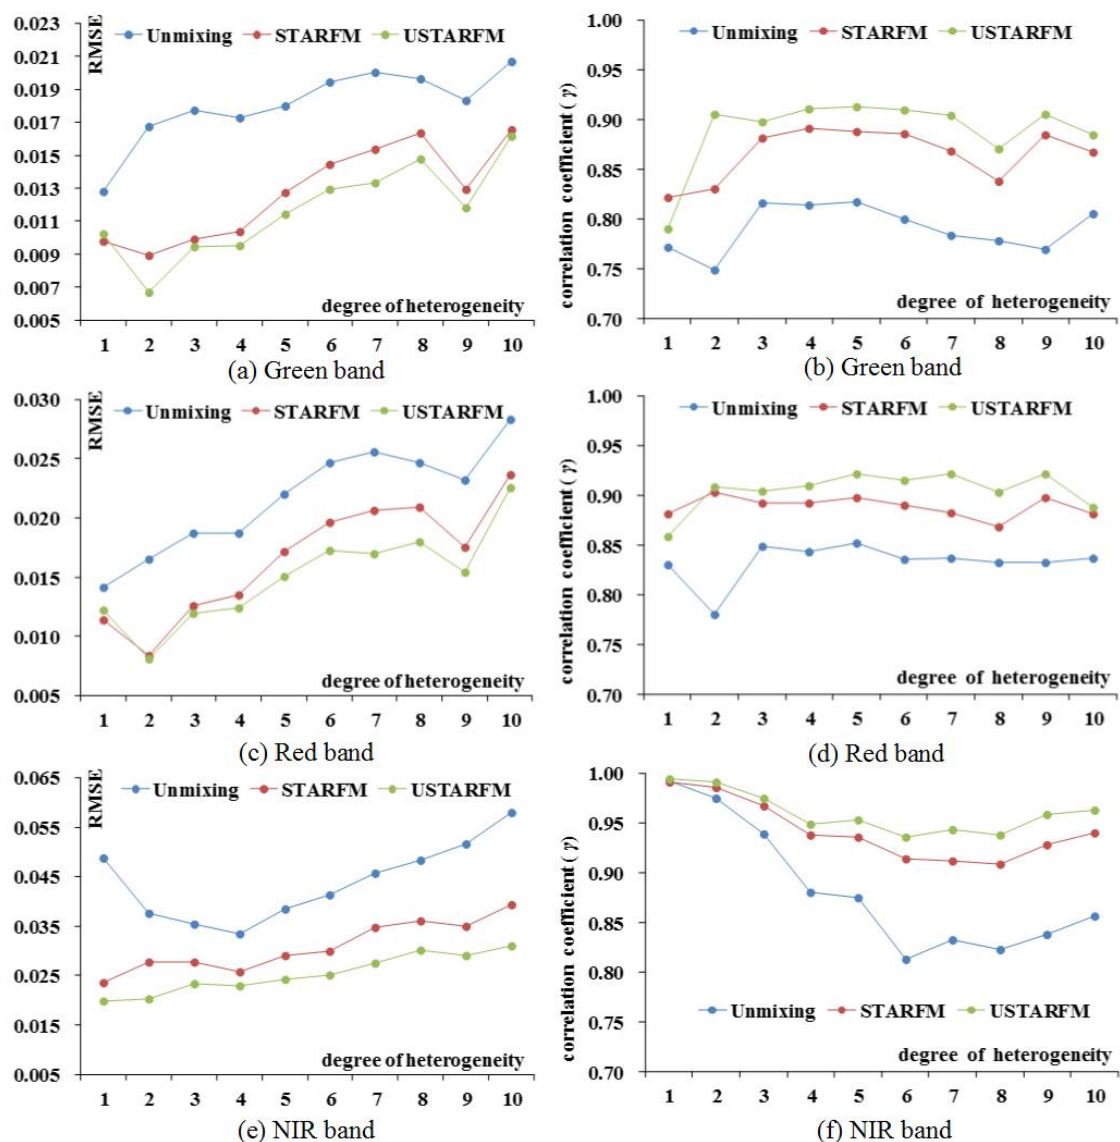 0.023
0.021
0.019
0.017
0.015
0.013
0.011
0.009
0.007
0.005
RMSE
Unmixing STARFM USTARFM
degree of heterogeneity
1 2 3 4 5 6 7 8 9 10
(a) Green band
1.00
0.95
0.90
0.85
0.80
0.75
0.70
correlation coefficient ( γ )
Unmixing STARFM USTARFM
degree of heterogeneity
1 2 3 4 5 6 7 8 9 10
(b) Green band
0.030
0.025
0.020
0.015
0.010
0.005
RMSE
Unmixing STARFM USTARFM
degree of heterogeneity
1 2 3 4 5 6 7 8 9 10
(c) Red band
1.00
0.95
0.90
0.85
0.80
0.75
0.70
correlation coefficient ( γ )
Unmixing STARFM USTARFM
degree of heterogeneity
1 2 3 4 5 6 7 8 9 10
(d) Red band
0.065
0.055
0.045
0.035
0.025
0.015
0.005
RMSE
Unmixing STARFM USTARFM
degree of heterogeneity
1 2 3 4 5 6 7 8 9 10
(e) NIR band
1.00
0.95
0.90
0.85
0.80
0.75
0.70
correlation coefficient ( γ )
Unmixing STARFM USTARFM
degree of heterogeneity
1 2 3 4 5 6 7 8 9 10
(f) NIR band